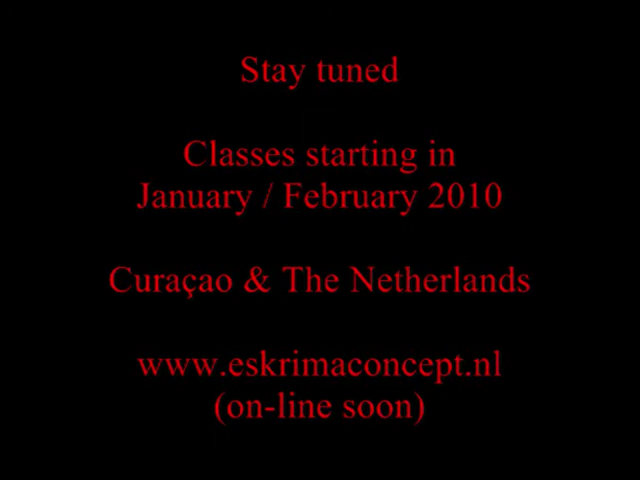 Stay tuned
Classes starting in
January / February 2010
Curaçao & The Netherlands
www.eskrimaconcept.nl
(on-line soon)